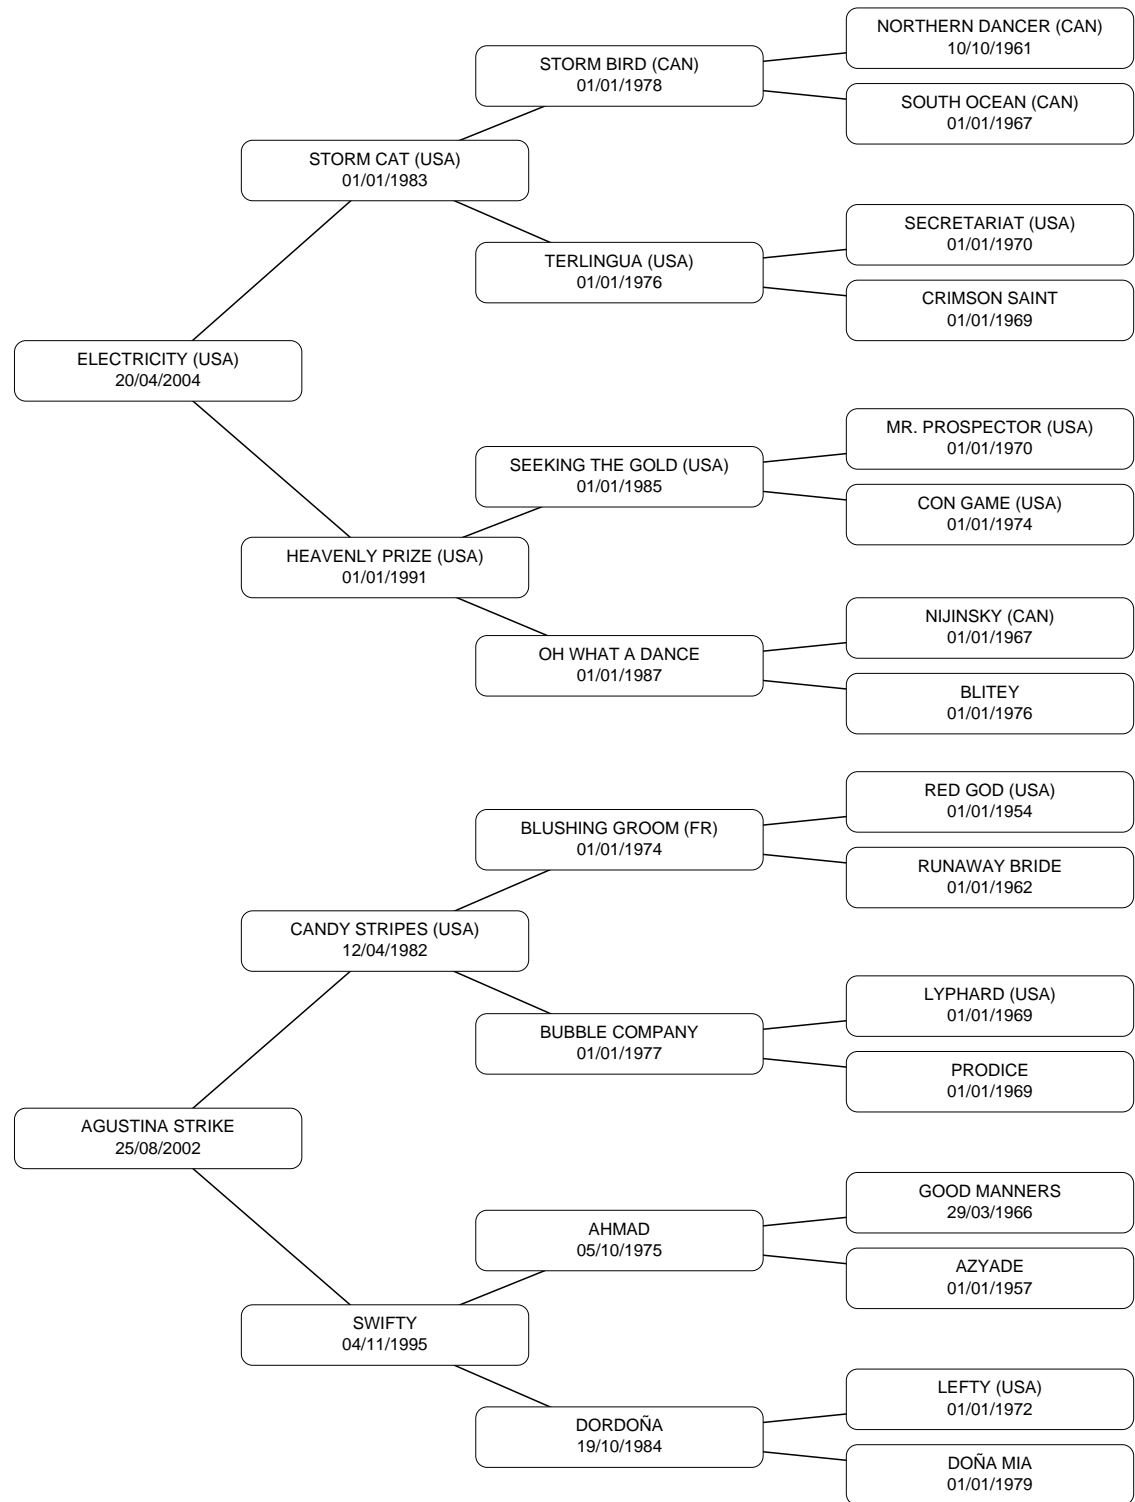 NORTHERN DANCER (CAN)
10/10/1961
STORM BIRD (CAN)
01/01/1978
SOUTH OCEAN (CAN)
01/01/1967
STORM CAT (USA)
01/01/1983
SECRETARIAT (USA)
01/01/1970
TERLINGUA (USA)
01/01/1976
CRIMSON SAINT
01/01/1969
ELECTRICITY (USA)
20/04/2004
MR. PROSPECTOR (USA)
01/01/1970
SEEKING THE GOLD (USA)
01/01/1985
CON GAME (USA)
01/01/1974
HEAVENLY PRIZE (USA)
01/01/1991
NIJINSKY (CAN)
01/01/1967
OH WHAT A DANCE
01/01/1987
BLITEY
01/01/1976
RED GOD (USA)
01/01/1954
BLUSHING GROOM (FR)
01/01/1974
RUNAWAY BRIDE
01/01/1962
CANDY STRIPES (USA)
12/04/1982
LYPHARD (USA)
01/01/1969
BUBBLE COMPANY
01/01/1977
PRODICE
01/01/1969
AGUSTINA STRIKE
25/08/2002
GOOD MANNERS
29/03/1966
AHMAD
05/10/1975
AZYADE
01/01/1957
SWIFTY
04/11/1995
LEFTY (USA)
01/01/1972
DORDOÑA
19/10/1984
DOÑA MIA
01/01/1979